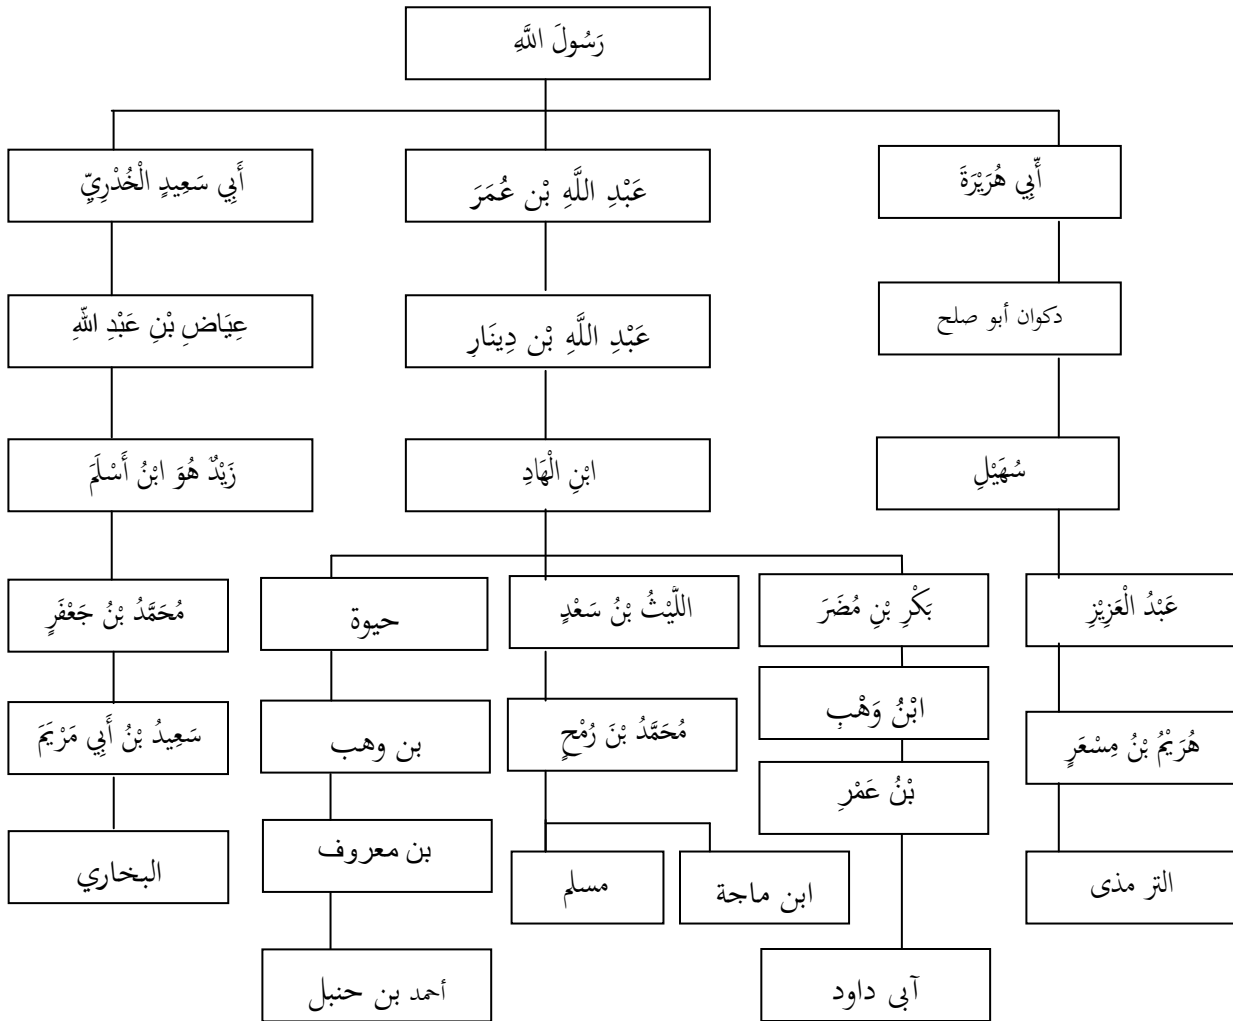 رَسُولَ اللَّهِ
أَّبِي هُرَيْرَةَ
عَبْدِ اللَّهِ بْن عُمَرَ
أَبِي سَعِيدٍ الْخُدْرِيِّ
دكوان أبو صلح
عَبْدِ اللَّهِ بْن دِينَارٍ
عِيَاضِ بْنِ عَبْدِ اللَّهِ
سُهَيْلِ
ابْنِ الْهَادِ
زَيْدٌ هُوَ ابْنُ أَسْلَمَ
عَبْدُ الْعَزِيزِ
بَكْرِ بْنِ مُضَرَ
اللَّيْثُ بْنُ سَعْدٍ
حيوة
مُحَمَّدُ بْنُ جَعْفَرٍ
هُرَيْمُ بْنُ مِسْعَرٍ
ابْنُ وَهْبٍ
مُحَمَّدُ بْنَ رُمْحٍ
بن وهب
سَعِيدُ بْنُ أَبِي مَرْيَمَ
بْنُ عَمْرِ
التر مذى
ابن ماجة
مسلم
بن معروف
البخاري
آبى داود
أحمد بن حنبل